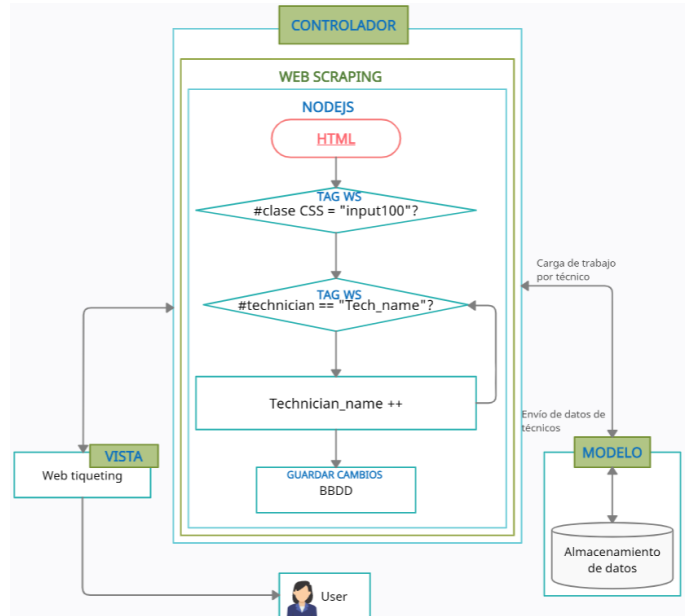 CONTROLADOR
WEB SCRAPING
NODEJS
HTML
TAG WS
#clase CSS = "input100"?
TAG WS
#technician == "Tech_name"?
Technician_name ++
GUARDAR CAMBIOS
BBDD
Carga de trabajo
por técnico
Envío de datos de
técnicos
VISTA
Web tiqueting
MODELO
Almacenamiento
de datos
User